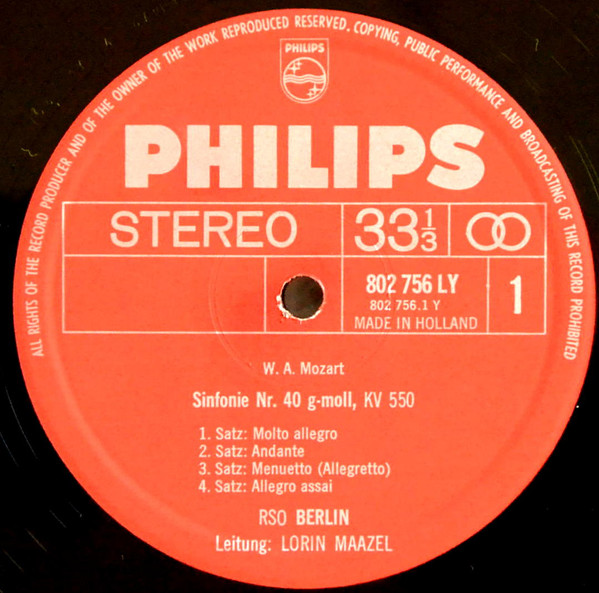 ALL RIGHTS OF THE RECORD PRODUCER AND OF THE OWNER OF THE WORK REPRODUCED RESERVED. COPYING, PUBLIC PERFORMANCE AND BROADCASTING OF THIS RECORD PROHIBITED
PHILIPS
PHILIPS
STEREO 33⅓
802 756 LY 1
802 756.1 Y
MADE IN HOLLAND
W. A. Mozart
Sinfonie Nr. 40 g-moll, KV 550
1. Satz: Molto allegro
2. Satz: Andante
3. Satz: Menuetto (Allegretto)
4. Satz: Allegro assai
RSO BERLIN
Leitung: LORIN MAAZEL